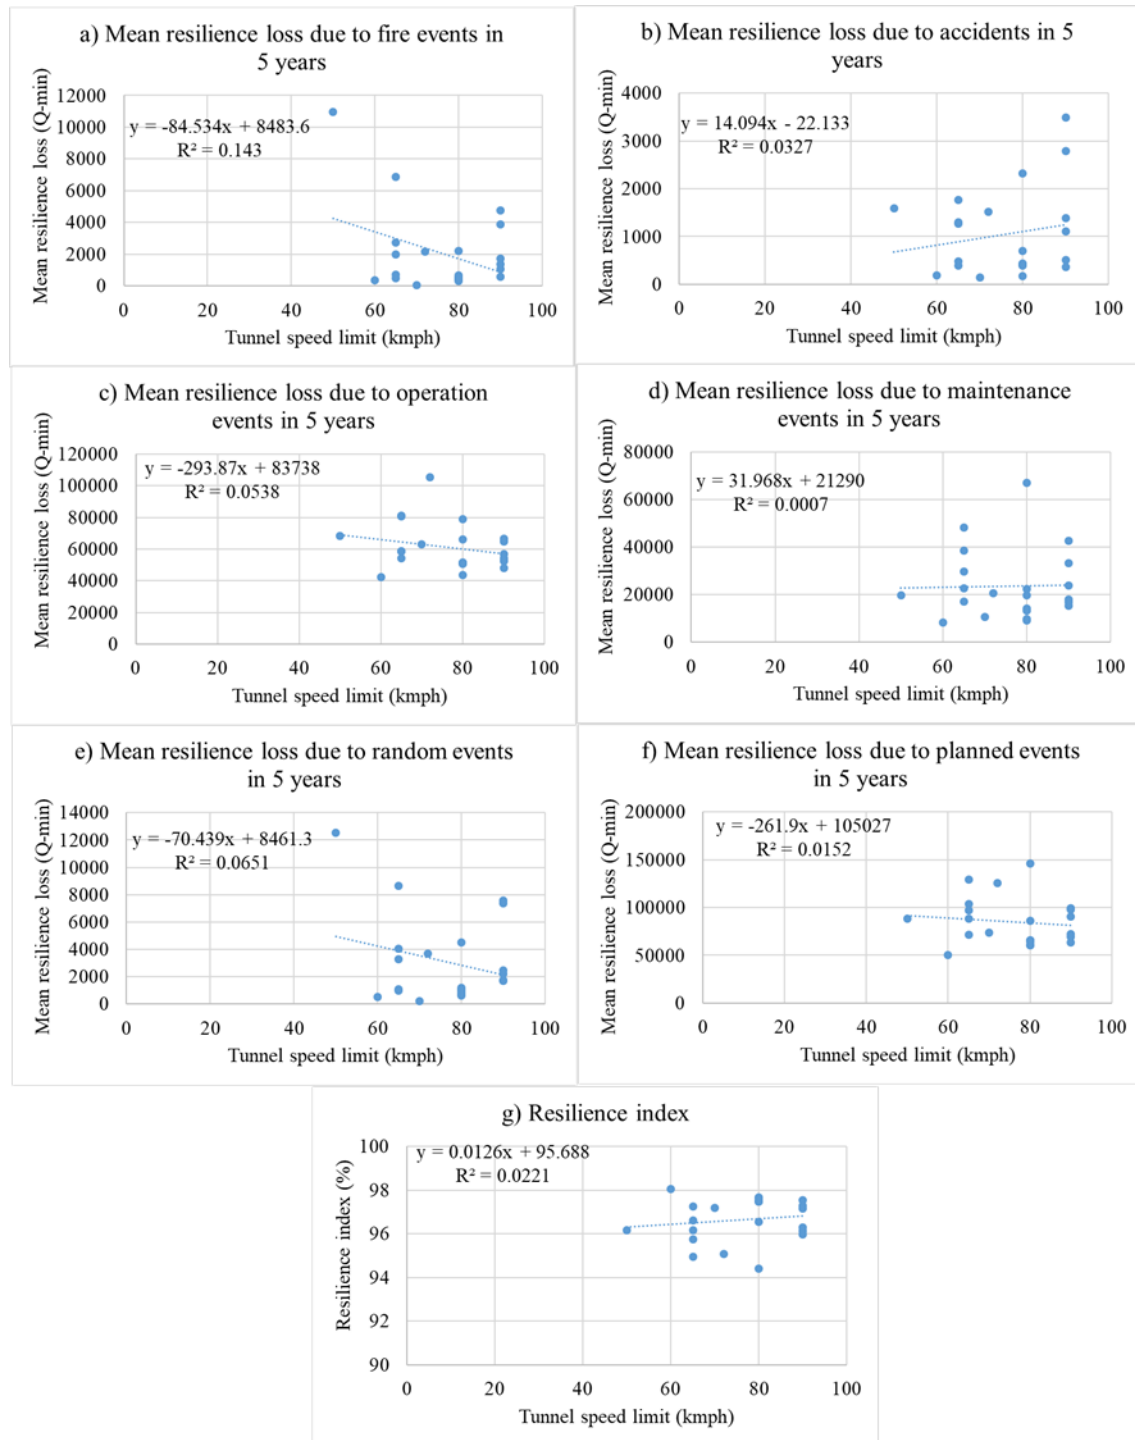 a) Mean resilience loss due to fire events in
5 years
Mean resilience loss (Q-min)
12000
10000
8000
6000
4000
2000
0
y = -84.534x + 8483.6
R² = 0.143
0 20 40 60 80 100
Tunnel speed limit (kmph)
b) Mean resilience loss due to accidents in 5
years
Mean resilience loss (Q-min)
4000
3000
2000
1000
0
y = 14.094x - 22.133
R² = 0.0327
0 20 40 60 80 100
Tunnel speed limit (kmph)
c) Mean resilience loss due to operation
events in 5 years
Mean resilience loss (Q-min)
120000
100000
80000
60000
40000
20000
0
y = -293.87x + 83738
R² = 0.0538
0 20 40 60 80 100
Tunnel speed limit (kmph)
d) Mean resilience loss due to maintenance
events in 5 years
Mean resilience loss (Q-min)
80000
60000
40000
20000
0
y = 31.968x + 21290
R² = 0.0007
0 20 40 60 80 100
Tunnel speed limit (kmph)
e) Mean resilience loss due to random events
in 5 years
Mean resilience loss (Q-min)
14000
12000
10000
8000
6000
4000
2000
0
y = -70.439x + 8461.3
R² = 0.0651
0 20 40 60 80 100
Tunnel speed limit (kmph)
f) Mean resilience loss due to planned events
in 5 years
Mean resilience loss (Q-min)
200000
150000
100000
50000
0
y = -261.9x + 105027
R² = 0.0152
0 20 40 60 80 100
Tunnel speed limit (kmph)
g) Resilience index
Resilience index (%)
100
98
96
94
92
90
y = 0.0126x + 95.688
R² = 0.0221
0 20 40 60 80 100
Tunnel speed limit (kmph)